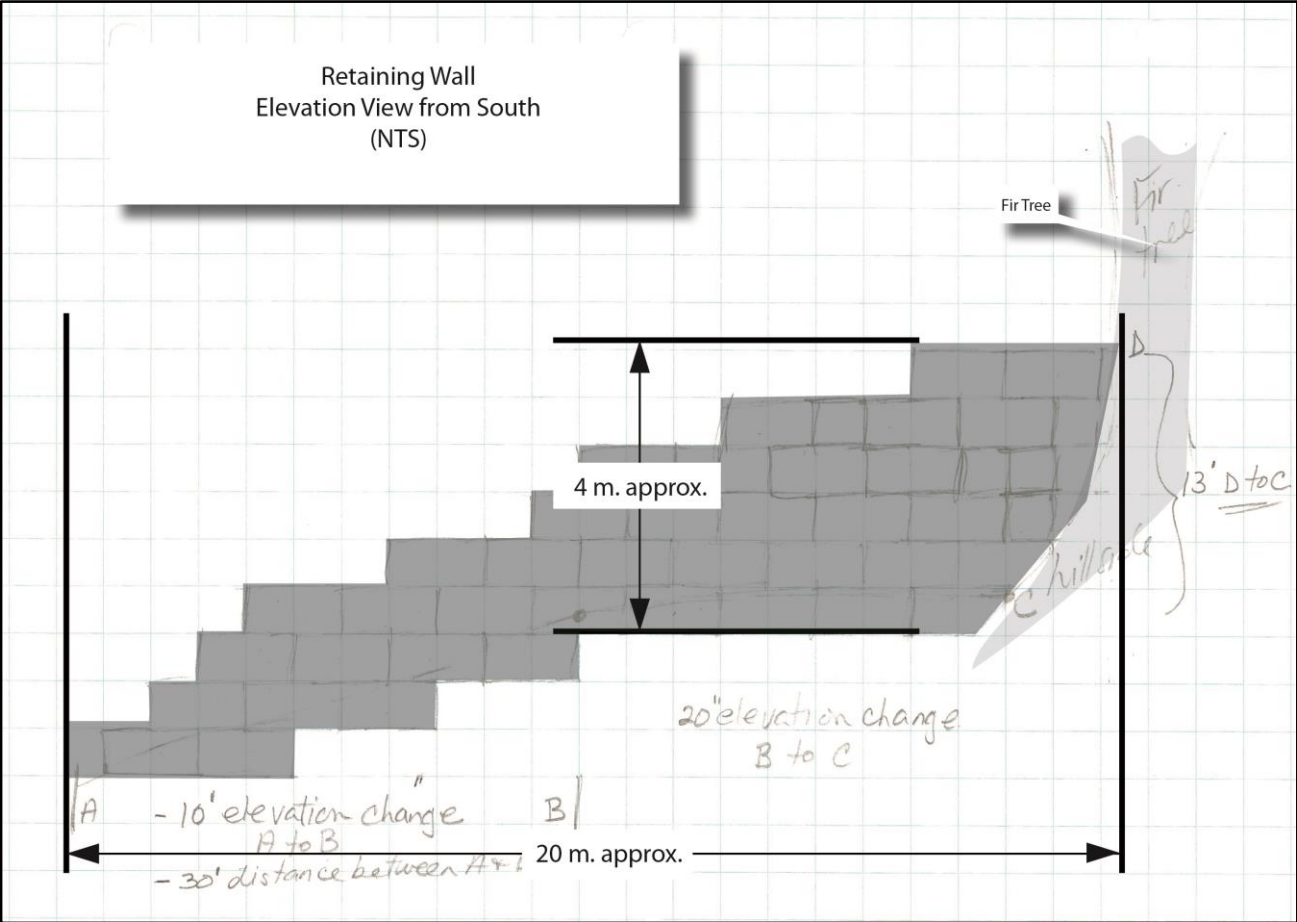 Retaining Wall
Elevation View from South
(NTS)
Fir Tree
Fir
tree
D
4 m. approx.
13' D to C
hillside
C
20" elevation change
B to C
A - 10' elevation change B
A to B
20 m. approx.
- 30' distance between A &